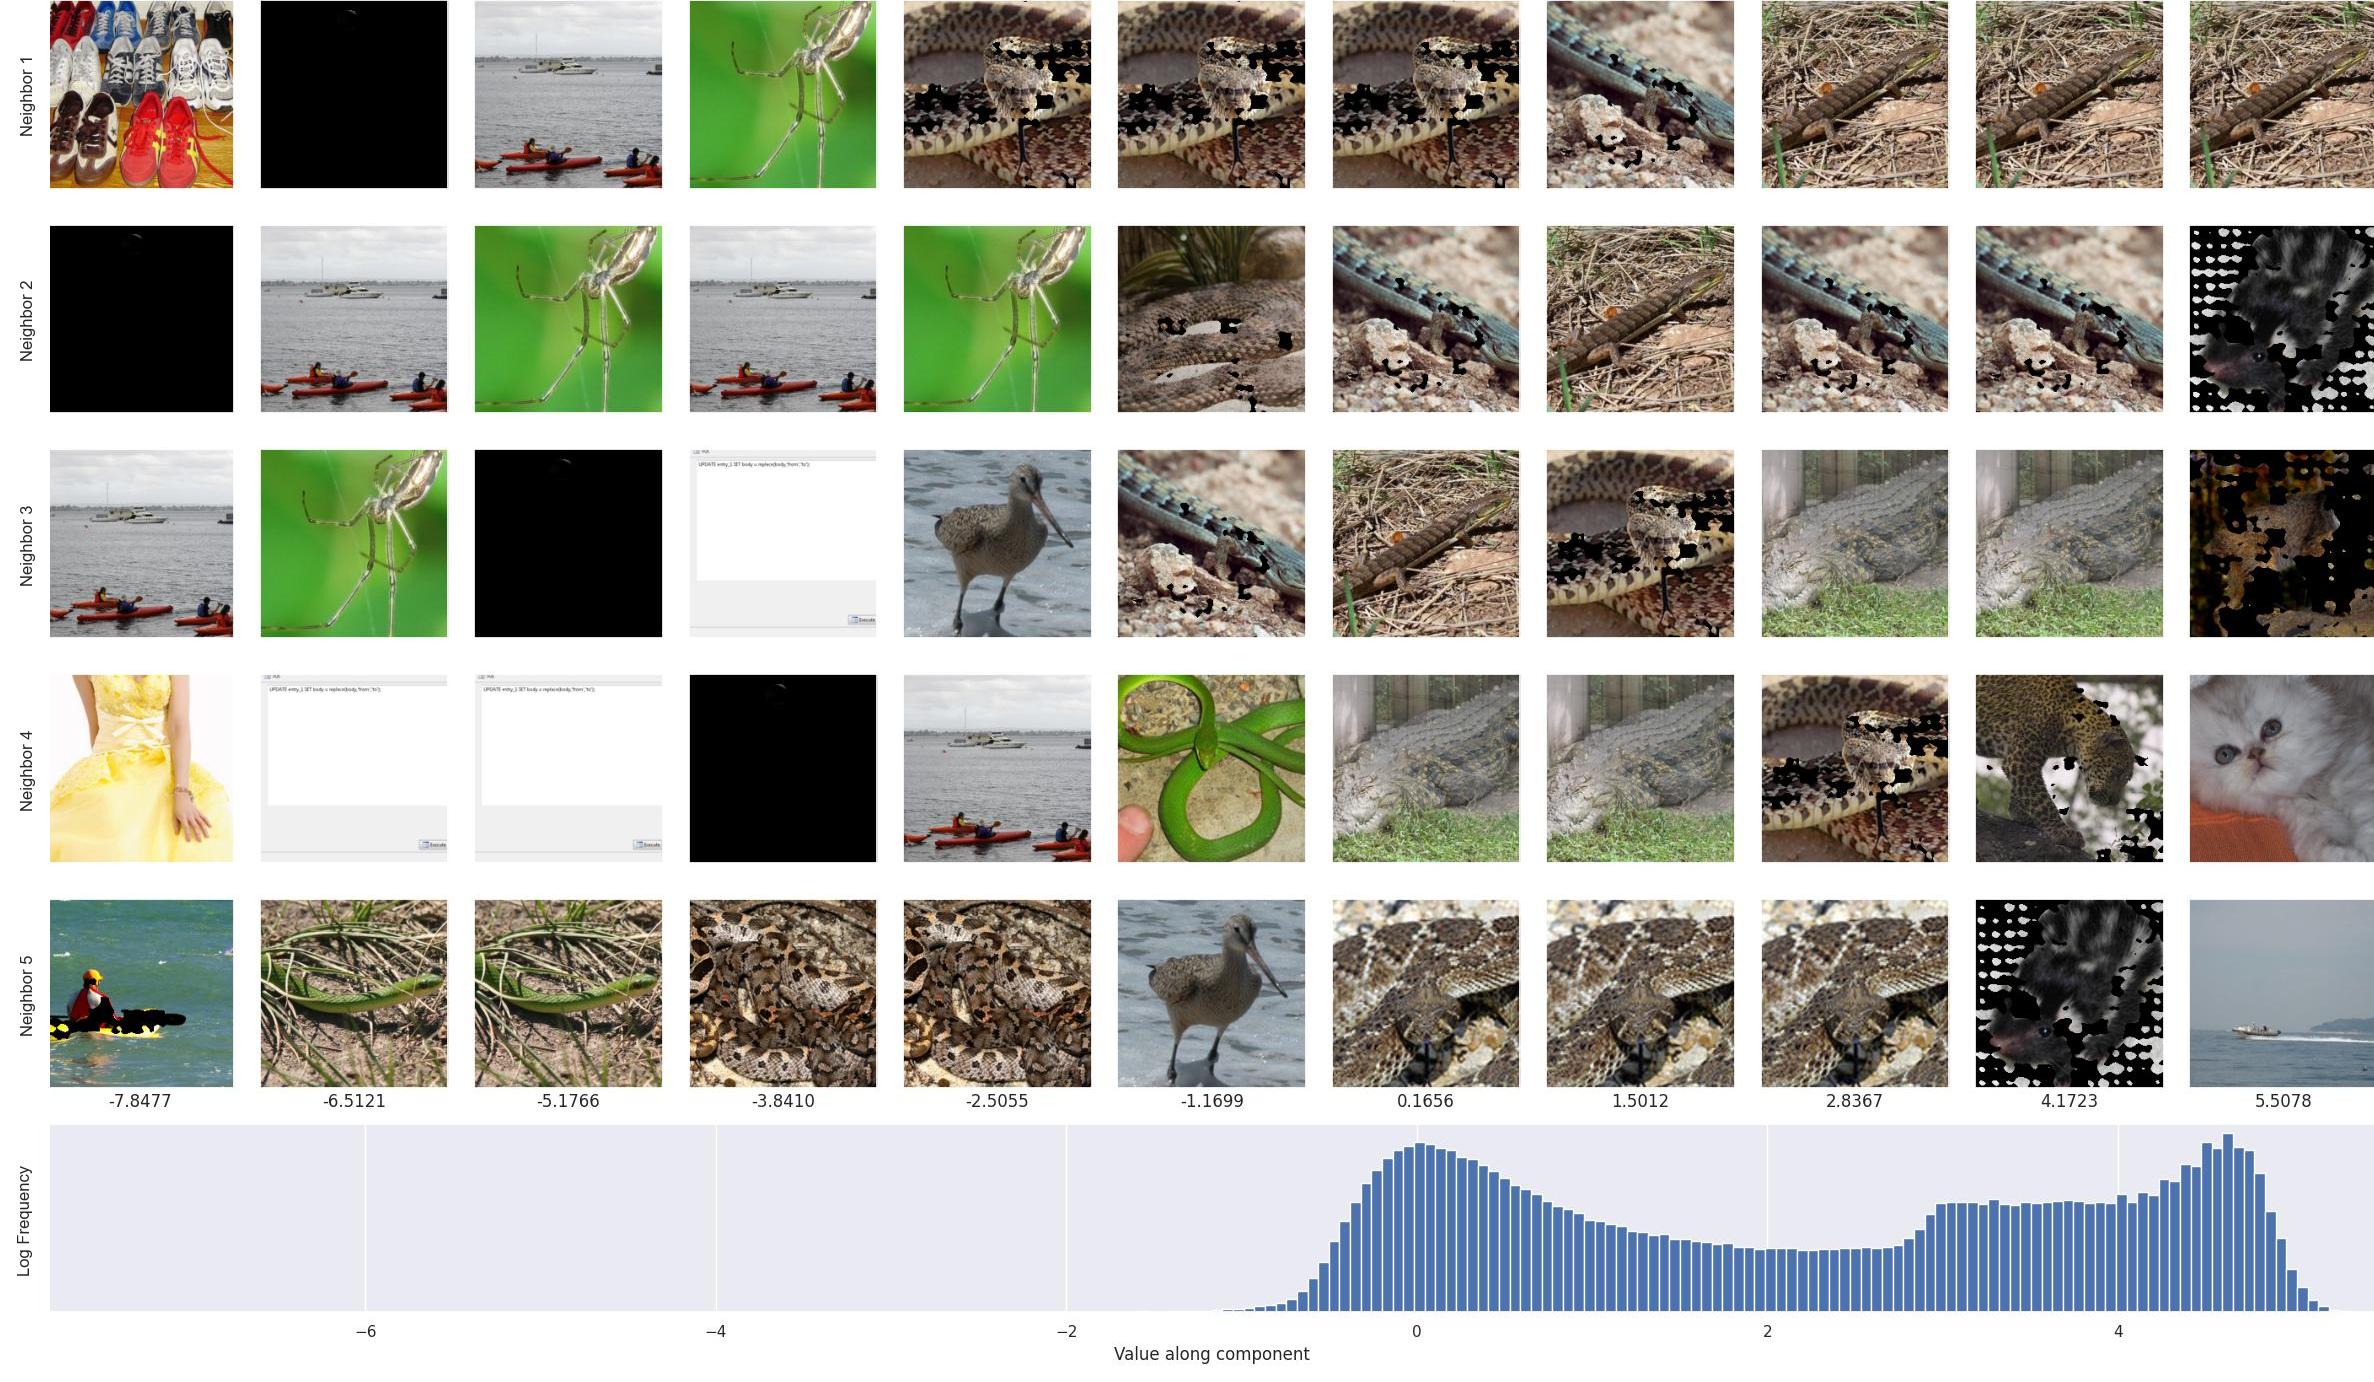 Neighbor 1
Neighbor 2
Neighbor 3
UPDATE entry_1 SET body = replace(body,'from','to');
Execute
Neighbor 4
UPDATE entry_1 SET body = replace(body,'from','to');
UPDATE entry_1 SET body = replace(body,'from','to');
Execute
Execute
Neighbor 5
-7.8477 -6.5121 -5.1766 -3.8410 -2.5055 -1.1699 0.1656 1.5012 2.8367 4.1723 5.5078
Log Frequency
−6 −4 −2 0 2 4
Value along component